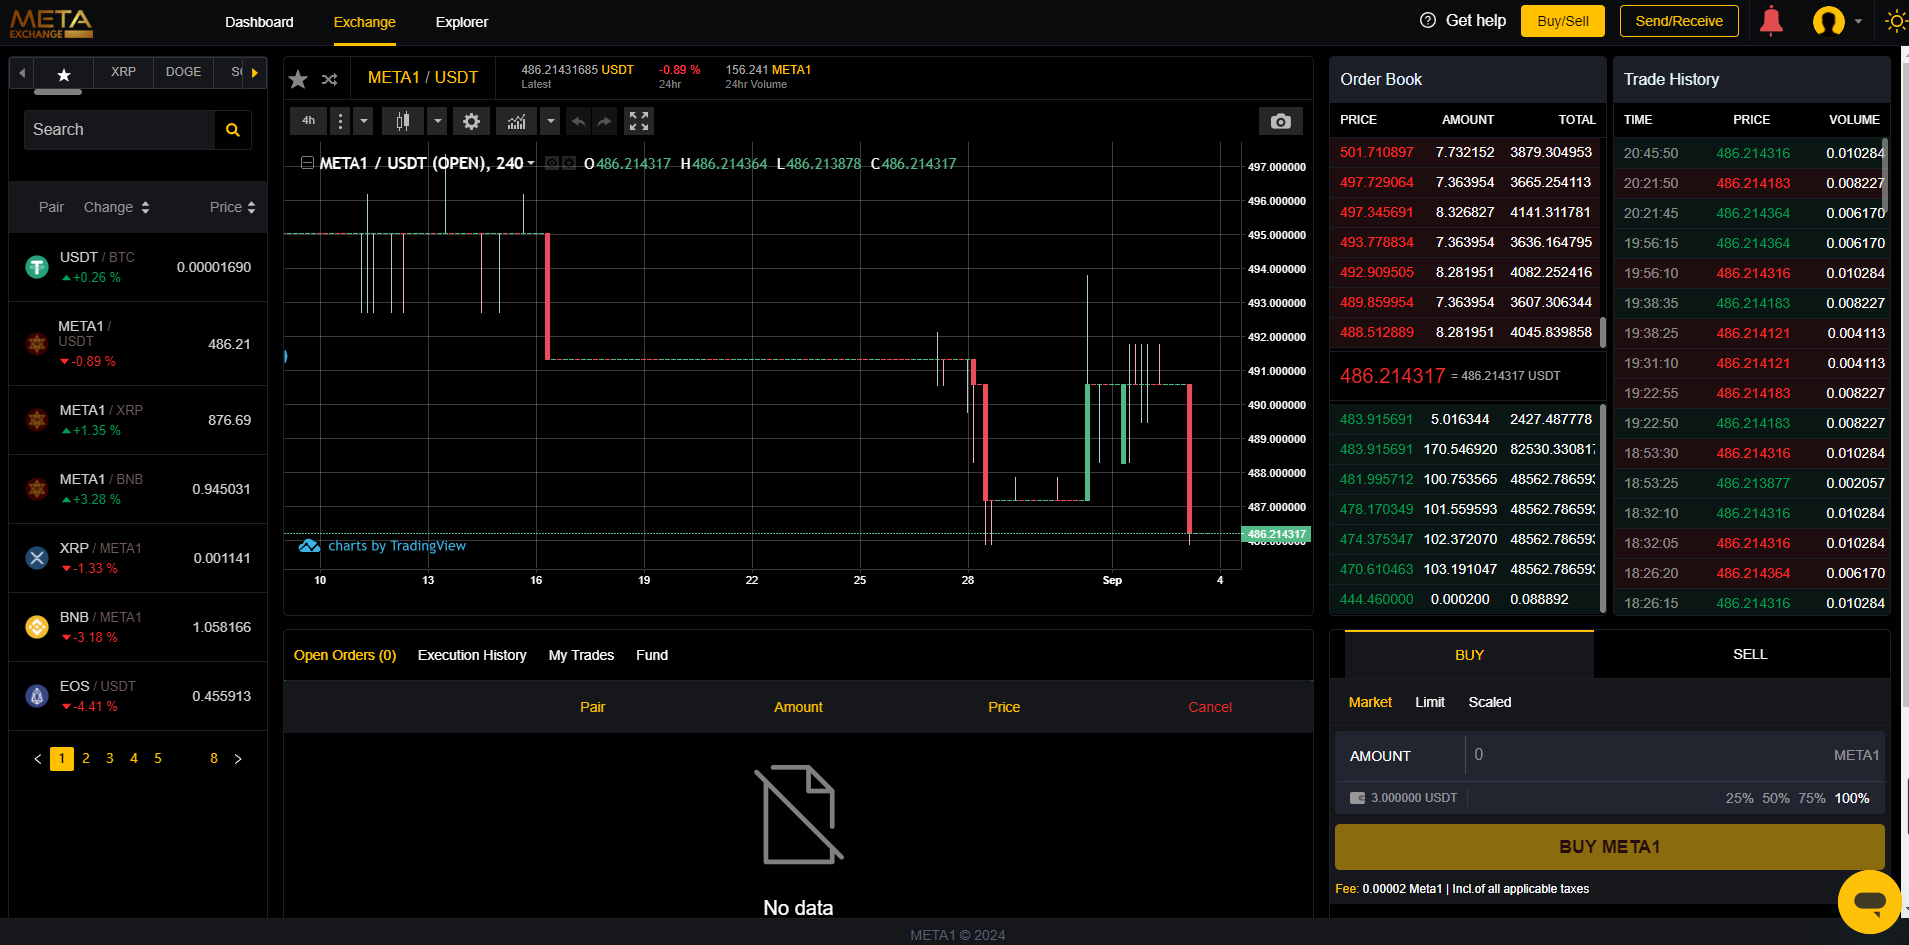 META
EXCHANGE
Dashboard
Exchange
Explorer
Get help
Buy/Sell
Send/Receive
XRP
DOGE
Search
Pair Change Price
USDT / BTC
+0.26 %
0.00001690
META1 /
USDT
-0.89 %
486.21
META1 / XRP
+1.35 %
876.69
META1 / BNB
+3.28 %
0.945031
XRP / META1
-1.33 %
0.001141
BNB / META1
-3.18 %
1.058166
EOS / USDT
-4.41 %
0.455913
1 2 3 4 5 8
META1 / USDT
486.21431685 USDT
Latest
-0.89 %
24hr
156.241 META1
24hr Volume
4h
META1 / USDT (OPEN), 240
O486.214317 H486.214364 L486.213878 C486.214317
497.000000
496.000000
495.000000
494.000000
493.000000
492.000000
491.000000
490.000000
489.000000
488.000000
487.000000
486.214317
charts by TradingView
10 13 16 19 22 25 28 Sep 4
Order Book
PRICE AMOUNT TOTAL
501.710897 7.732152 3879.304953
497.729064 7.363954 3665.254113
497.345691 8.326827 4141.311781
493.778834 7.363954 3636.164795
492.909505 8.281951 4082.252416
489.859954 7.363954 3607.306344
488.512889 8.281951 4045.839858
486.214317 = 486.214317 USDT
483.915691 5.016344 2427.487778
483.915691 170.546920 82530.330817
481.995712 100.753565 48562.786593
478.170349 101.559593 48562.786593
474.375347 102.372070 48562.786593
470.610463 103.191047 48562.786593
444.460000 0.000200 0.088892
Trade History
TIME PRICE VOLUME
20:45:50 486.214316 0.010284
20:21:50 486.214183 0.008227
20:21:45 486.214364 0.006170
19:56:15 486.214364 0.006170
19:56:10 486.214316 0.010284
19:38:35 486.214183 0.008227
19:38:25 486.214121 0.004113
19:31:10 486.214121 0.004113
19:22:55 486.214183 0.008227
19:22:50 486.214183 0.008227
18:53:30 486.214316 0.010284
18:53:25 486.213877 0.002057
18:32:10 486.214316 0.010284
18:32:05 486.214316 0.010284
18:26:20 486.214364 0.006170
18:26:15 486.214316 0.010284
Open Orders (0)
Execution History
My Trades
Fund
Pair Amount Price Cancel
No data
BUY
SELL
Market
Limit
Scaled
AMOUNT 0 META1
3.000000 USDT 25% 50% 75% 100%
BUY META1
Fee: 0.00002 Meta1 | Incl.of all applicable taxes
META1 © 2024